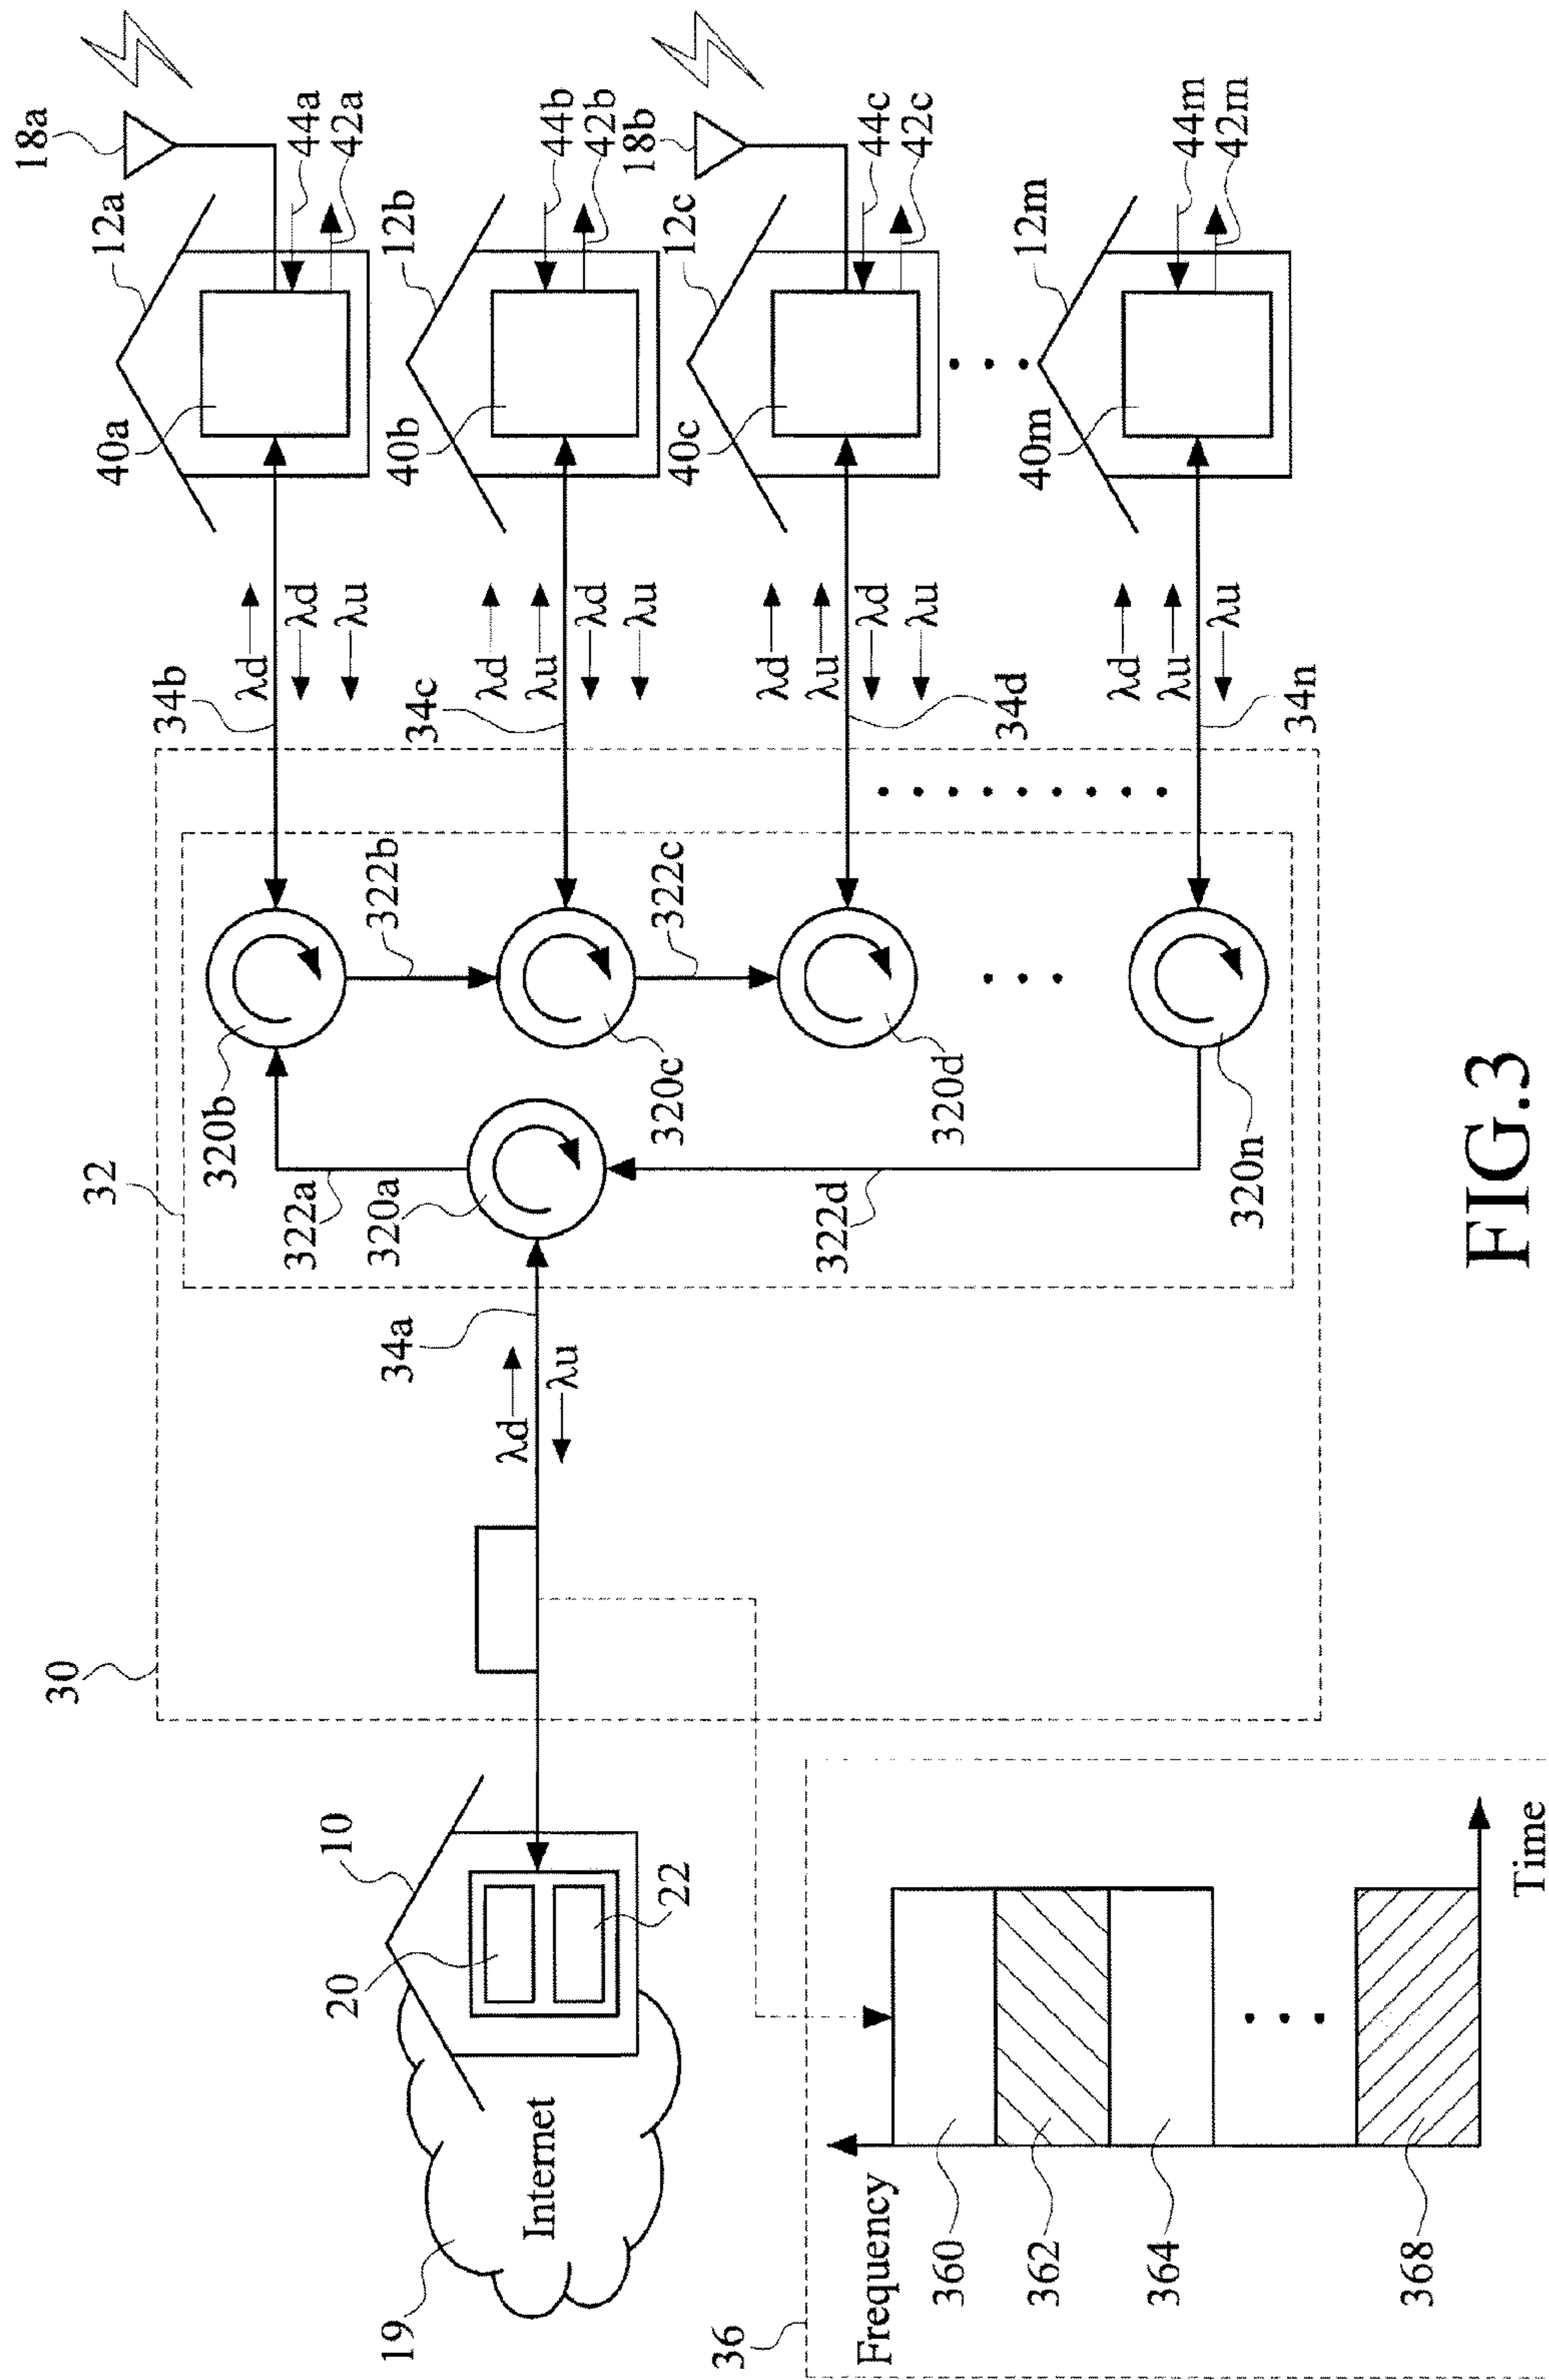 30
32
320b
322a
320a
322b
320c
322c
320d
322d
320n
34a
λd
λu
34b
λd
λd
λu
34c
λd
λu
λd
λu
34d
λd
λu
λd
λu
34n
λd
λu
λu
40a
12a
18a
44a
42a
40b
12b
44b
42b
40c
12c
18b
44c
42c
40m
12m
44m
42m
19
Internet
20
10
22
36
Frequency
360
362
364
368
Time
FIG.3